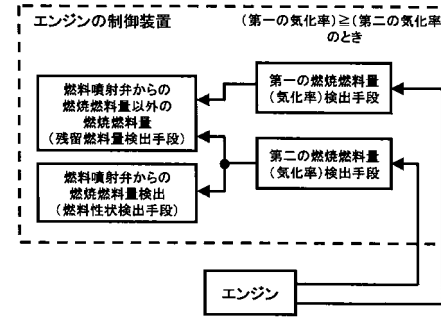 エンジンの制御装置
(第一の気化率)≧(第二の気化率
のとき
燃料噴射弁からの
燃焼燃料量以外の
燃焼燃料量
(残留燃料量検出手段)
第一の燃焼燃料量
(気化率)検出手段
燃料噴射弁からの
燃焼燃料量検出
(燃料性状検出手段)
第二の燃焼燃料量
(気化率)検出手段
エンジン